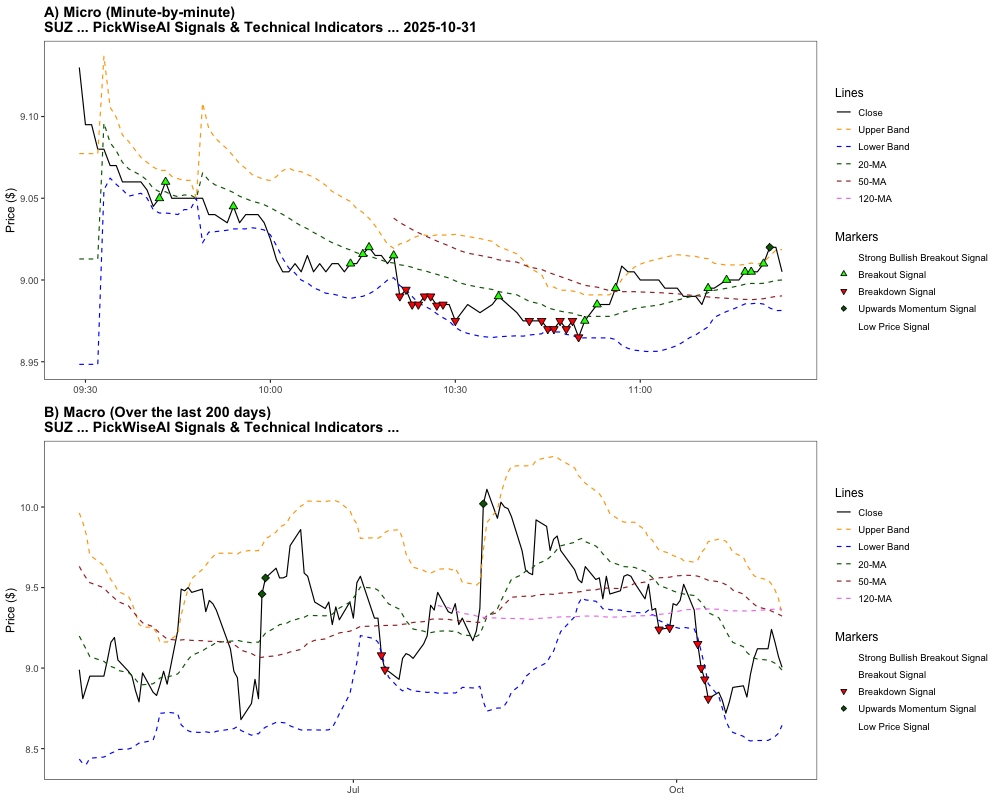 A) Micro (Minute-by-minute)
SUZ ... PickWiseAI Signals & Technical Indicators ... 2025-10-31
Price ($)
9.10
9.05
9.00
8.95
09:30
10:00
10:30
11:00
Lines
Close
Upper Band
Lower Band
20-MA
50-MA
120-MA
Markers
Strong Bullish Breakout Signal
Breakout Signal
Breakdown Signal
Upwards Momentum Signal
Low Price Signal
B) Macro (Over the last 200 days)
SUZ ... PickWiseAI Signals & Technical Indicators ...
Price ($)
10.0
9.5
9.0
8.5
Jul
Oct
Lines
Close
Upper Band
Lower Band
20-MA
50-MA
120-MA
Markers
Strong Bullish Breakout Signal
Breakout Signal
Breakdown Signal
Upwards Momentum Signal
Low Price Signal